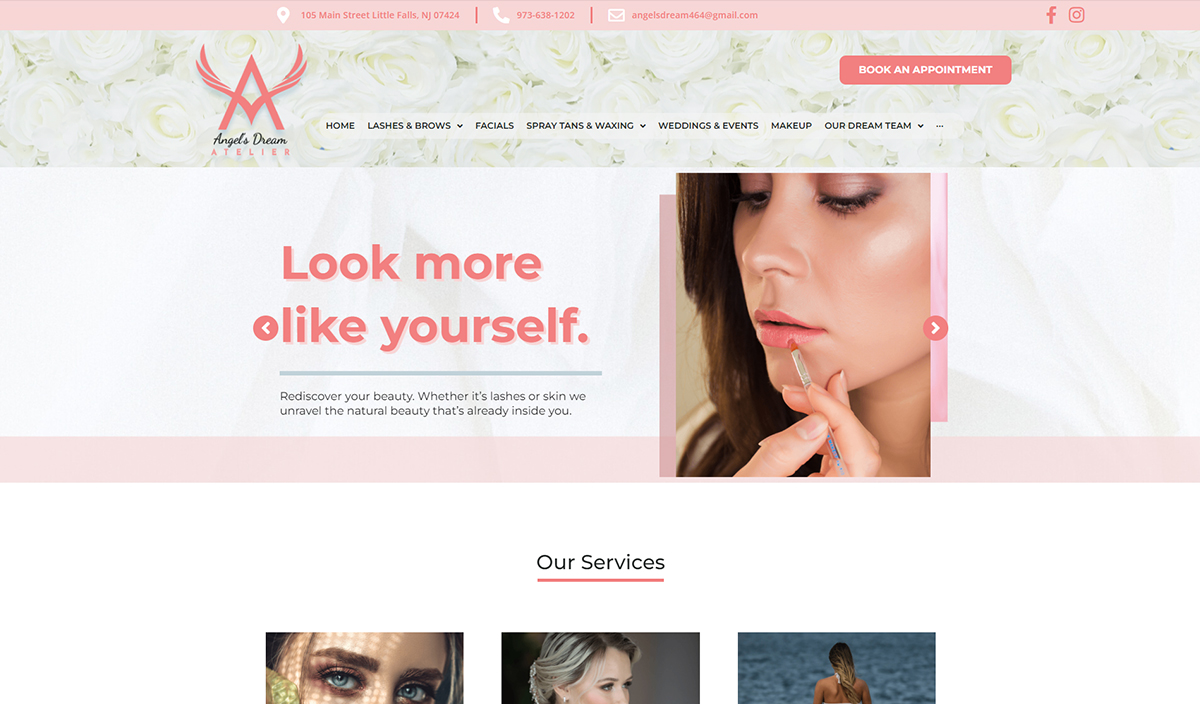 105 Main Street Little Falls, NJ 07424
973-638-1202
angelsdream464@gmail.com
BOOK AN APPOINTMENT
Angel's Dream
ATELIER
HOME
LASHES & BROWS
FACIALS
SPRAY TANS & WAXING
WEDDINGS & EVENTS
MAKEUP
OUR DREAM TEAM
...
Look more
like yourself.
Rediscover your beauty. Whether it's lashes or skin we
unravel the natural beauty that's already inside you.
Our Services